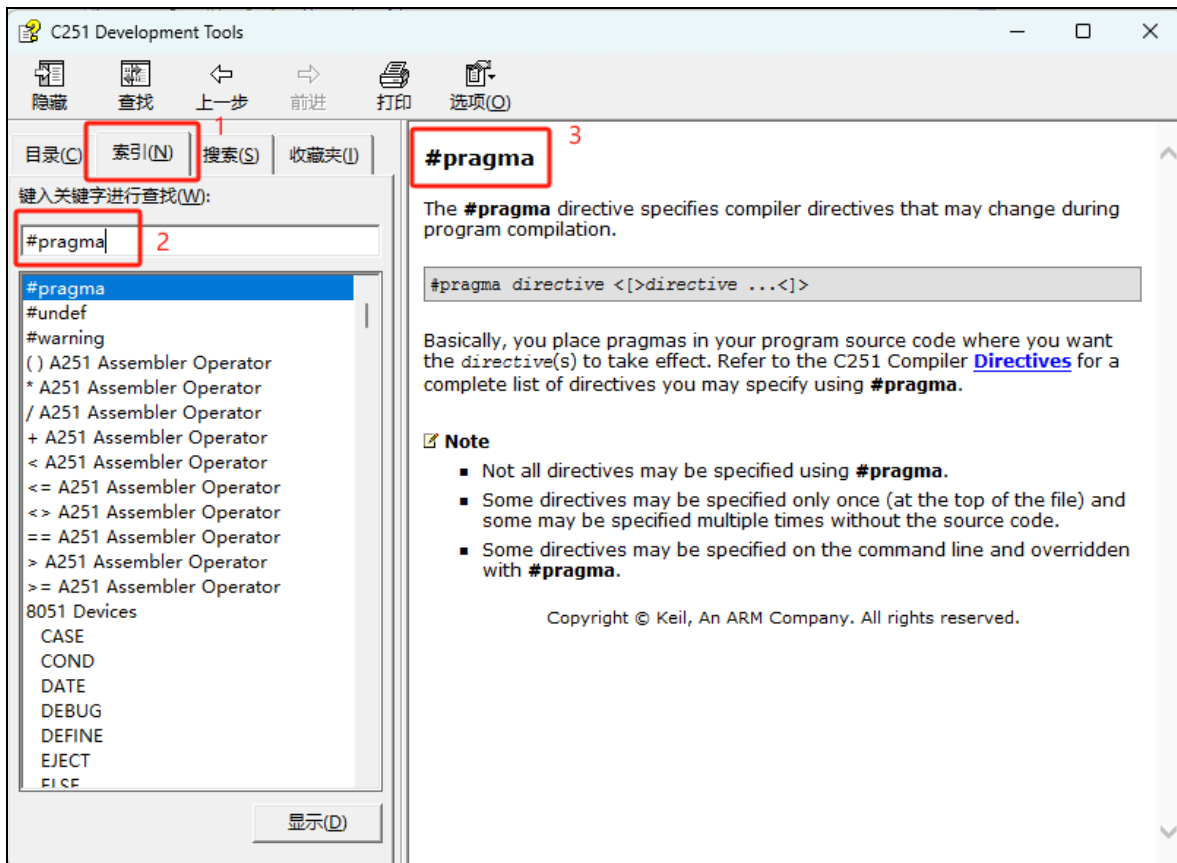 C251 Development Tools
隐藏 查找 上一步 前进 打印 选项(O)
1
目录(C) 索引(N) 搜索(S) 收藏夹(I)
键入关键字进行查找(W):
#pragma 2
#pragma
#undef
#warning
( ) A251 Assembler Operator
* A251 Assembler Operator
/ A251 Assembler Operator
+ A251 Assembler Operator
< A251 Assembler Operator
<= A251 Assembler Operator
<> A251 Assembler Operator
== A251 Assembler Operator
> A251 Assembler Operator
>= A251 Assembler Operator
8051 Devices
CASE
COND
DATE
DEBUG
DEFINE
EJECT
ELSE
显示(D)
#pragma 3
The #pragma directive specifies compiler directives that may change during
program compilation.
#pragma directive <[>directive ...<]>
Basically, you place pragmas in your program source code where you want
the directive(s) to take effect. Refer to the C251 Compiler Directives for a
complete list of directives you may specify using #pragma.
Note
Not all directives may be specified using #pragma.
Some directives may be specified only once (at the top of the file) and
some may be specified multiple times without the source code.
Some directives may be specified on the command line and overridden
with #pragma.
Copyright © Keil, An ARM Company. All rights reserved.